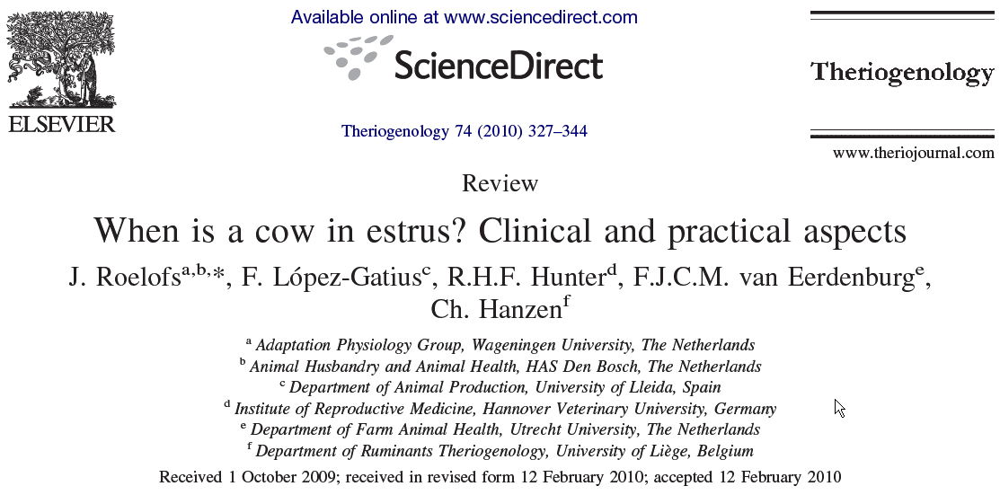 Available online at www.sciencedirect.com
ScienceDirect
ELSEVIER
Theriogenology
Theriogenology 74 (2010) 327–344
www.theriojournal.com
Review
When is a cow in estrus? Clinical and practical aspects
J. Roelofsa,b,*, F. López-Gatiusc, R.H.F. Hunterd, F.J.C.M. van Eerdenburge,
Ch. Hanzenf
a Adaptation Physiology Group, Wageningen University, The Netherlands
b Animal Husbandry and Animal Health, HAS Den Bosch, The Netherlands
c Department of Animal Production, University of Lleida, Spain
d Institute of Reproductive Medicine, Hannover Veterinary University, Germany
e Department of Farm Animal Health, Utrecht University, The Netherlands
f Department of Ruminants Theriogenology, University of Liège, Belgium
Received 1 October 2009; received in revised form 12 February 2010; accepted 12 February 2010